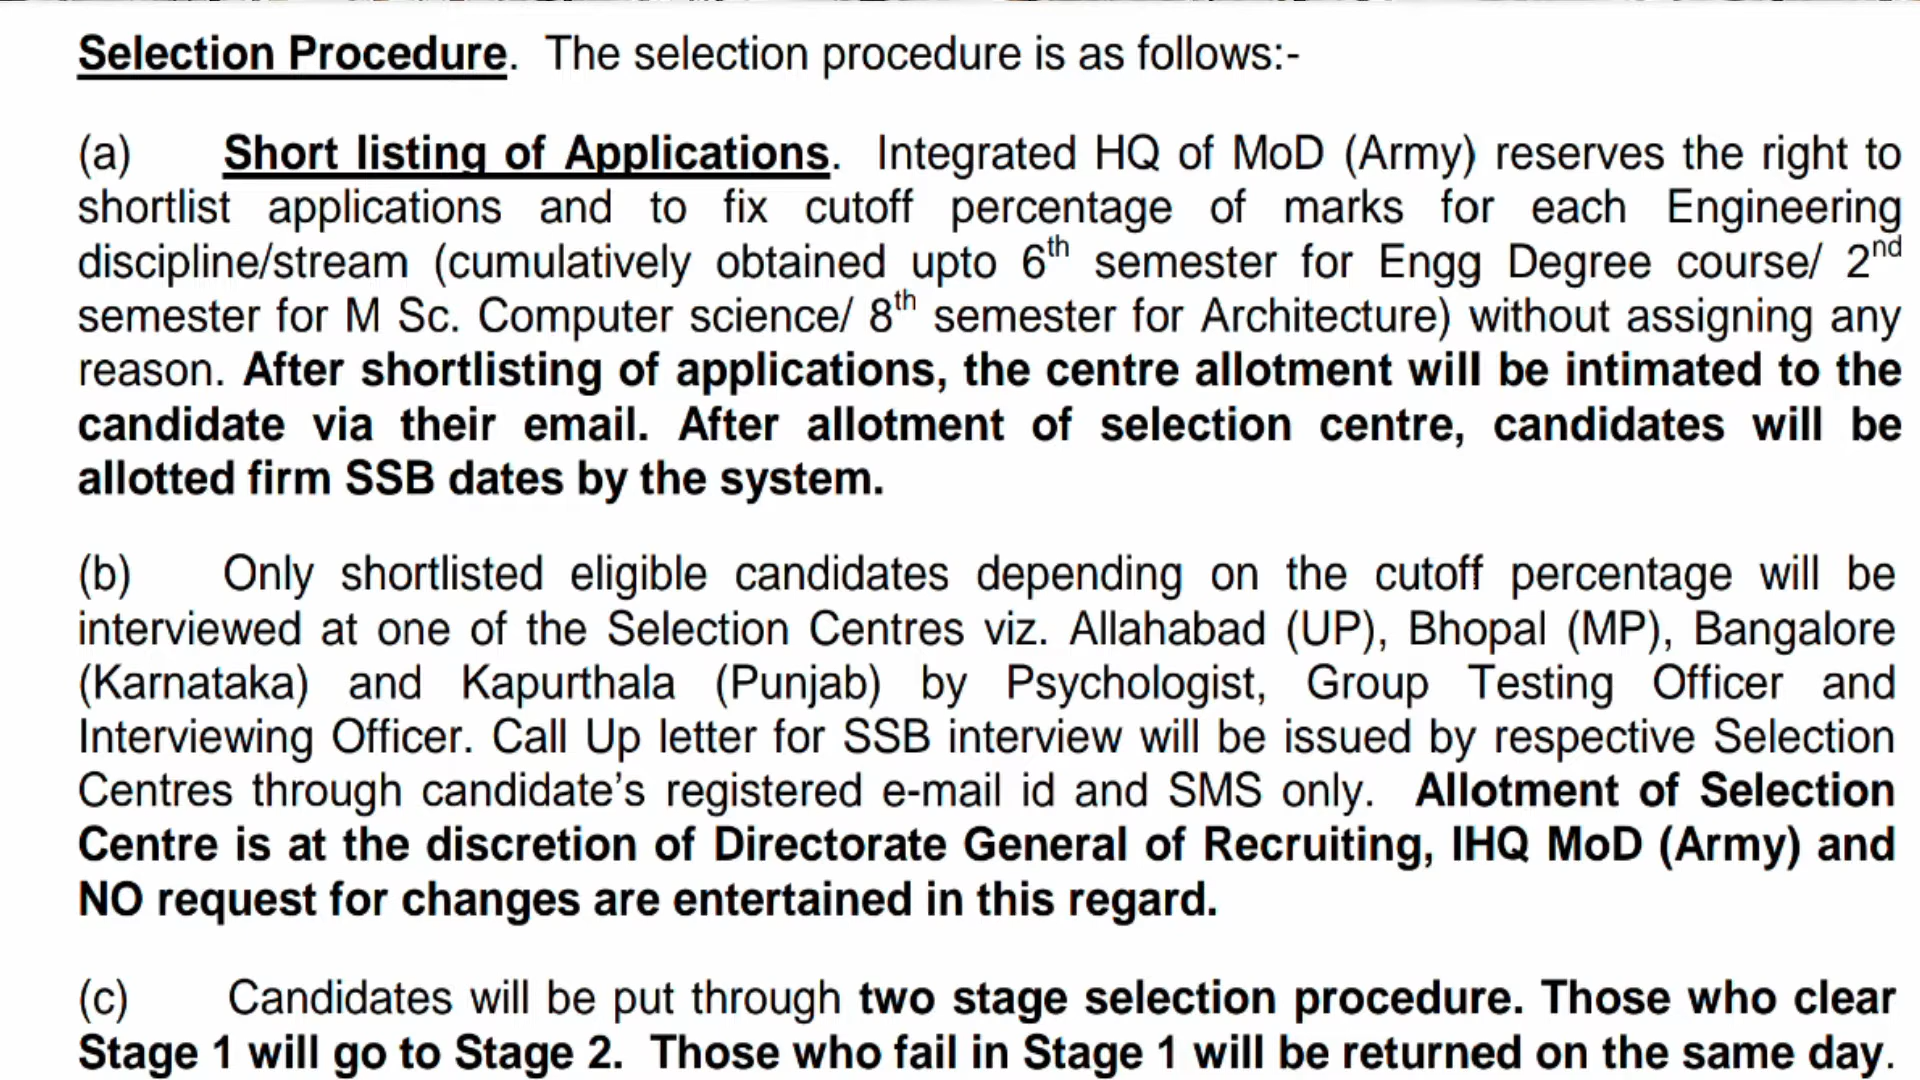 Selection Procedure. The selection procedure is as follows:-
(a) Short listing of Applications. Integrated HQ of MoD (Army) reserves the right to
shortlist applications and to fix cutoff percentage of marks for each Engineering
discipline/stream (cumulatively obtained upto 6th semester for Engg Degree course/ 2nd
semester for M Sc. Computer science/ 8th semester for Architecture) without assigning any
reason. After shortlisting of applications, the centre allotment will be intimated to the
candidate via their email. After allotment of selection centre, candidates will be
allotted firm SSB dates by the system.
(b) Only shortlisted eligible candidates depending on the cutoff percentage will be
interviewed at one of the Selection Centres viz. Allahabad (UP), Bhopal (MP), Bangalore
(Karnataka) and Kapurthala (Punjab) by Psychologist, Group Testing Officer and
Interviewing Officer. Call Up letter for SSB interview will be issued by respective Selection
Centres through candidate’s registered e-mail id and SMS only. Allotment of Selection
Centre is at the discretion of Directorate General of Recruiting, IHQ MoD (Army) and
NO request for changes are entertained in this regard.
(c) Candidates will be put through two stage selection procedure. Those who clear
Stage 1 will go to Stage 2. Those who fail in Stage 1 will be returned on the same day.